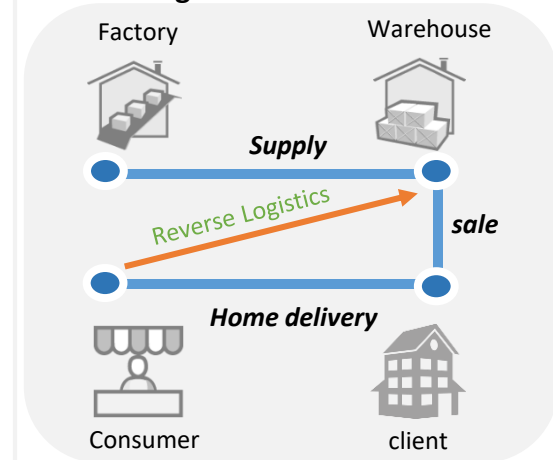 Factory
Warehouse
Supply
Reverse Logistics
sale
Home delivery
Consumer
client